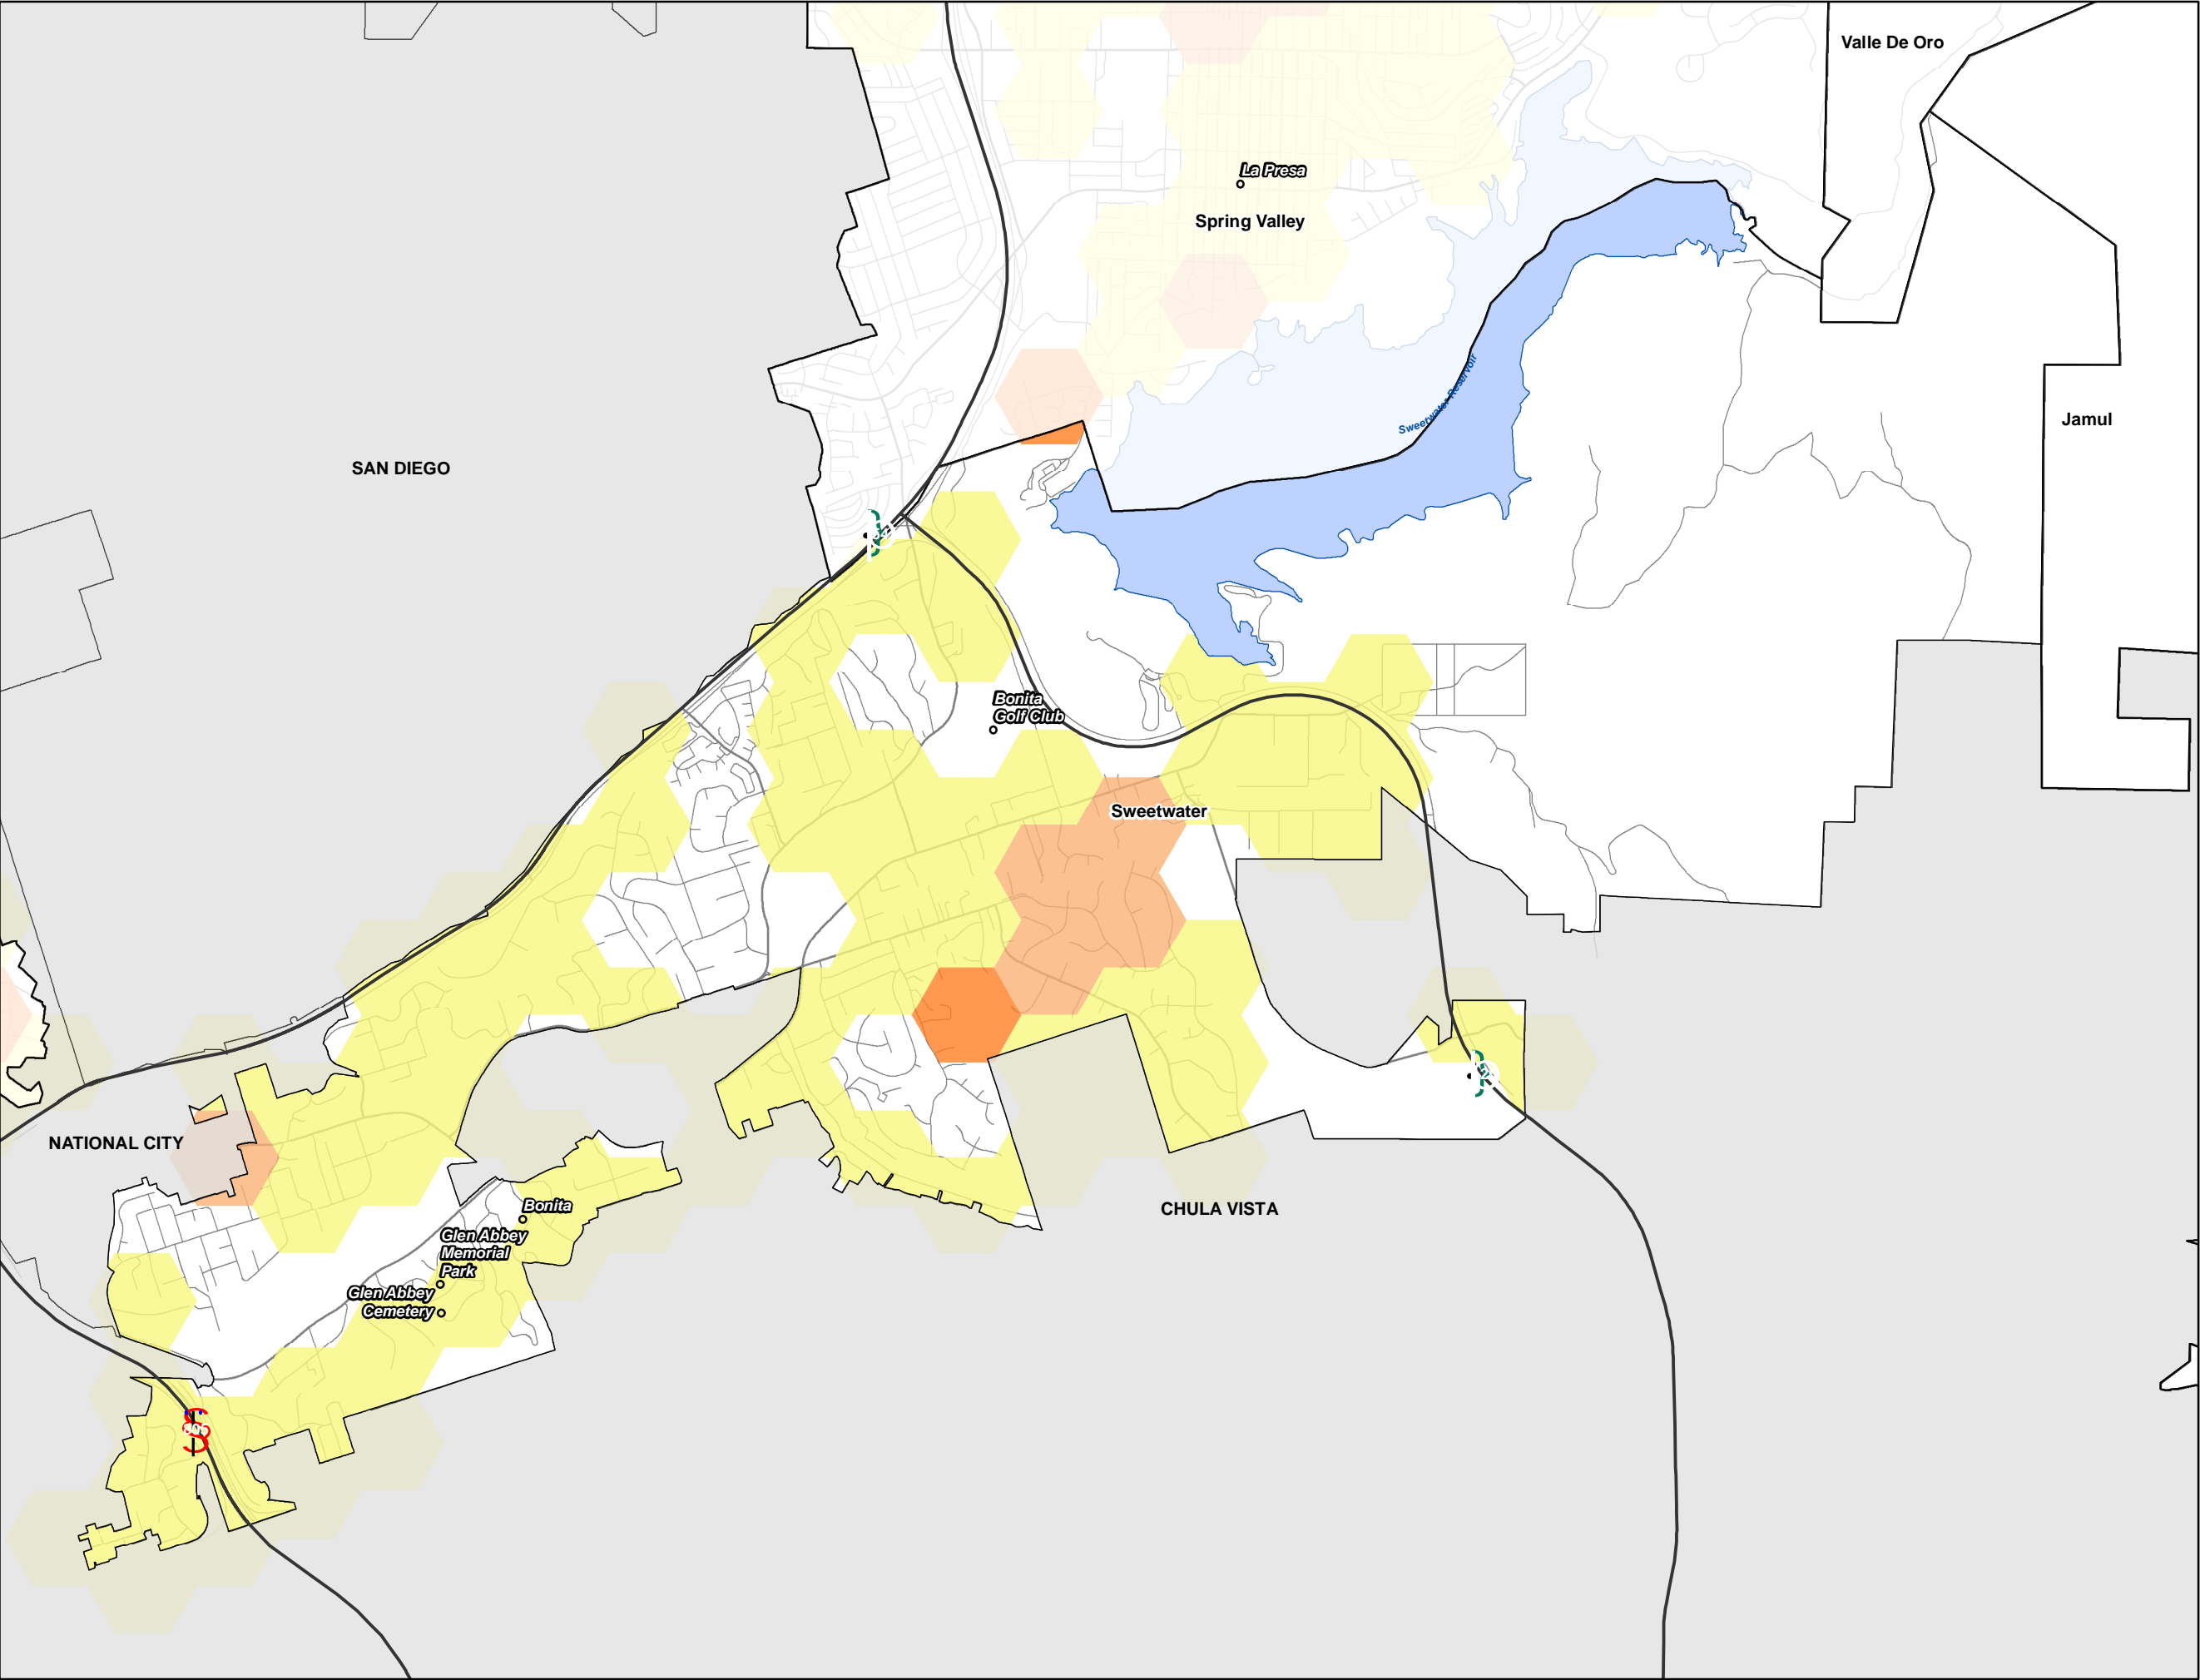 Valle De Oro
La Presa
Spring Valley
Sweetwater Reservoir
Jamul
SAN DIEGO
Bonita
Golf Club
Sweetwater
NATIONAL CITY
CHULA VISTA
Bonita
Glen Abbey
Memorial
Park
Glen Abbey
Cemetery